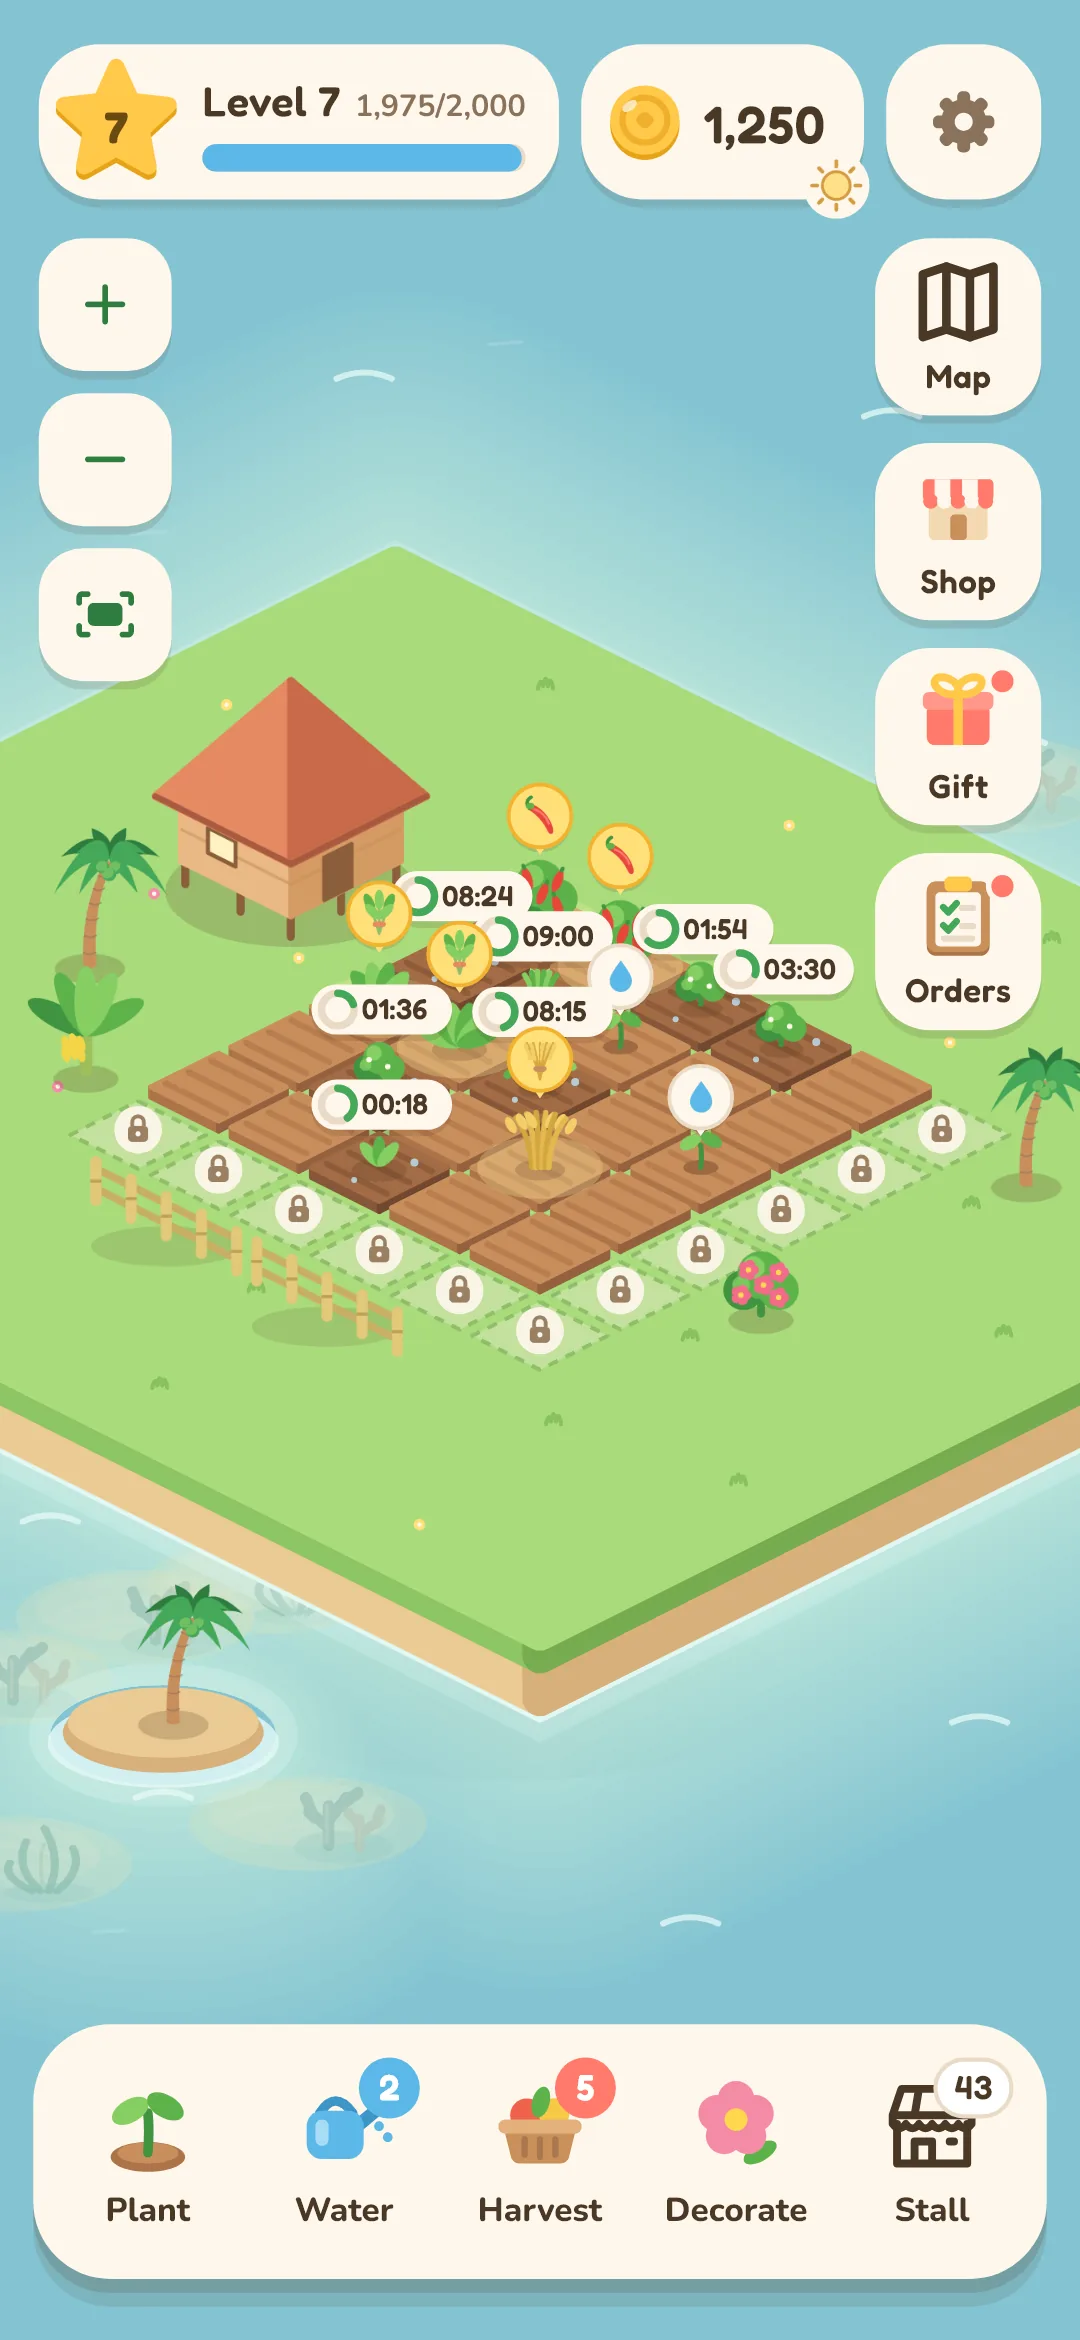 7
Level 7 1,975/2,000
1,250
Map
Shop
Gift
Orders
08:24
09:00
01:54
03:30
01:36
08:15
00:18
2
5
43
Plant
Water
Harvest
Decorate
Stall